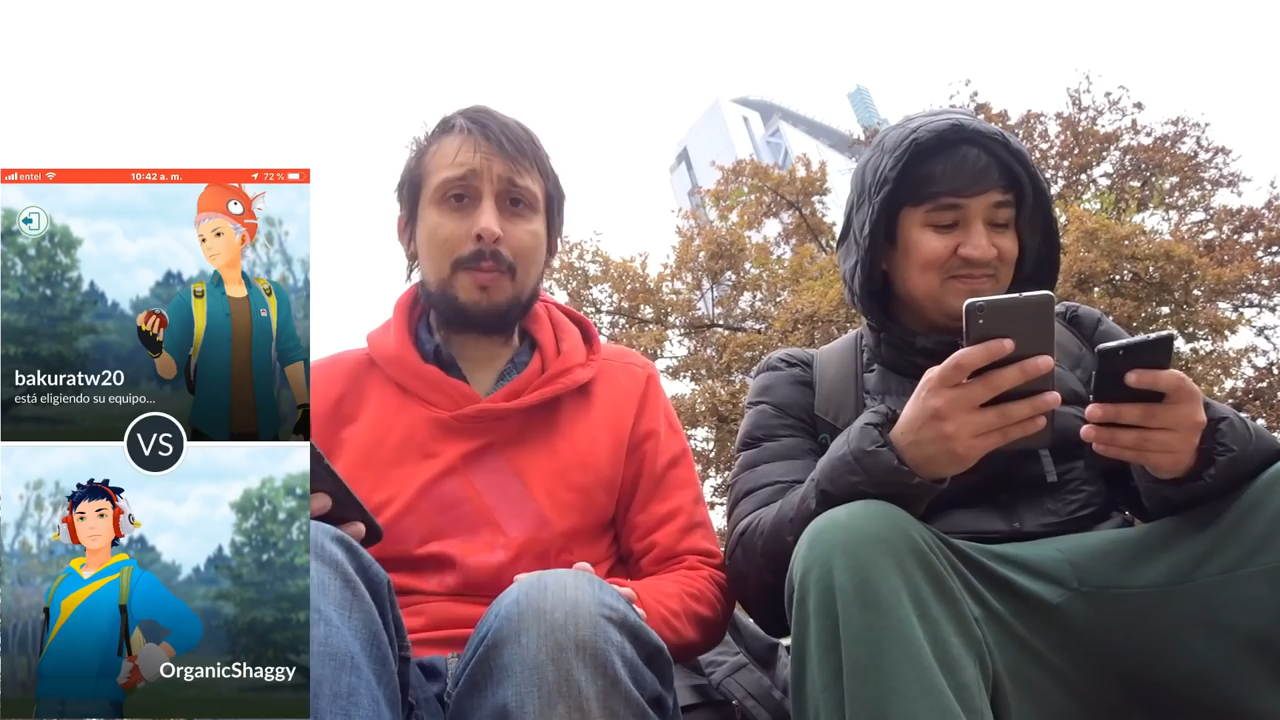 entel 10:42 a. m. 72 %
bakuratw20
está eligiendo su equipo...
VS
OrganicShaggy